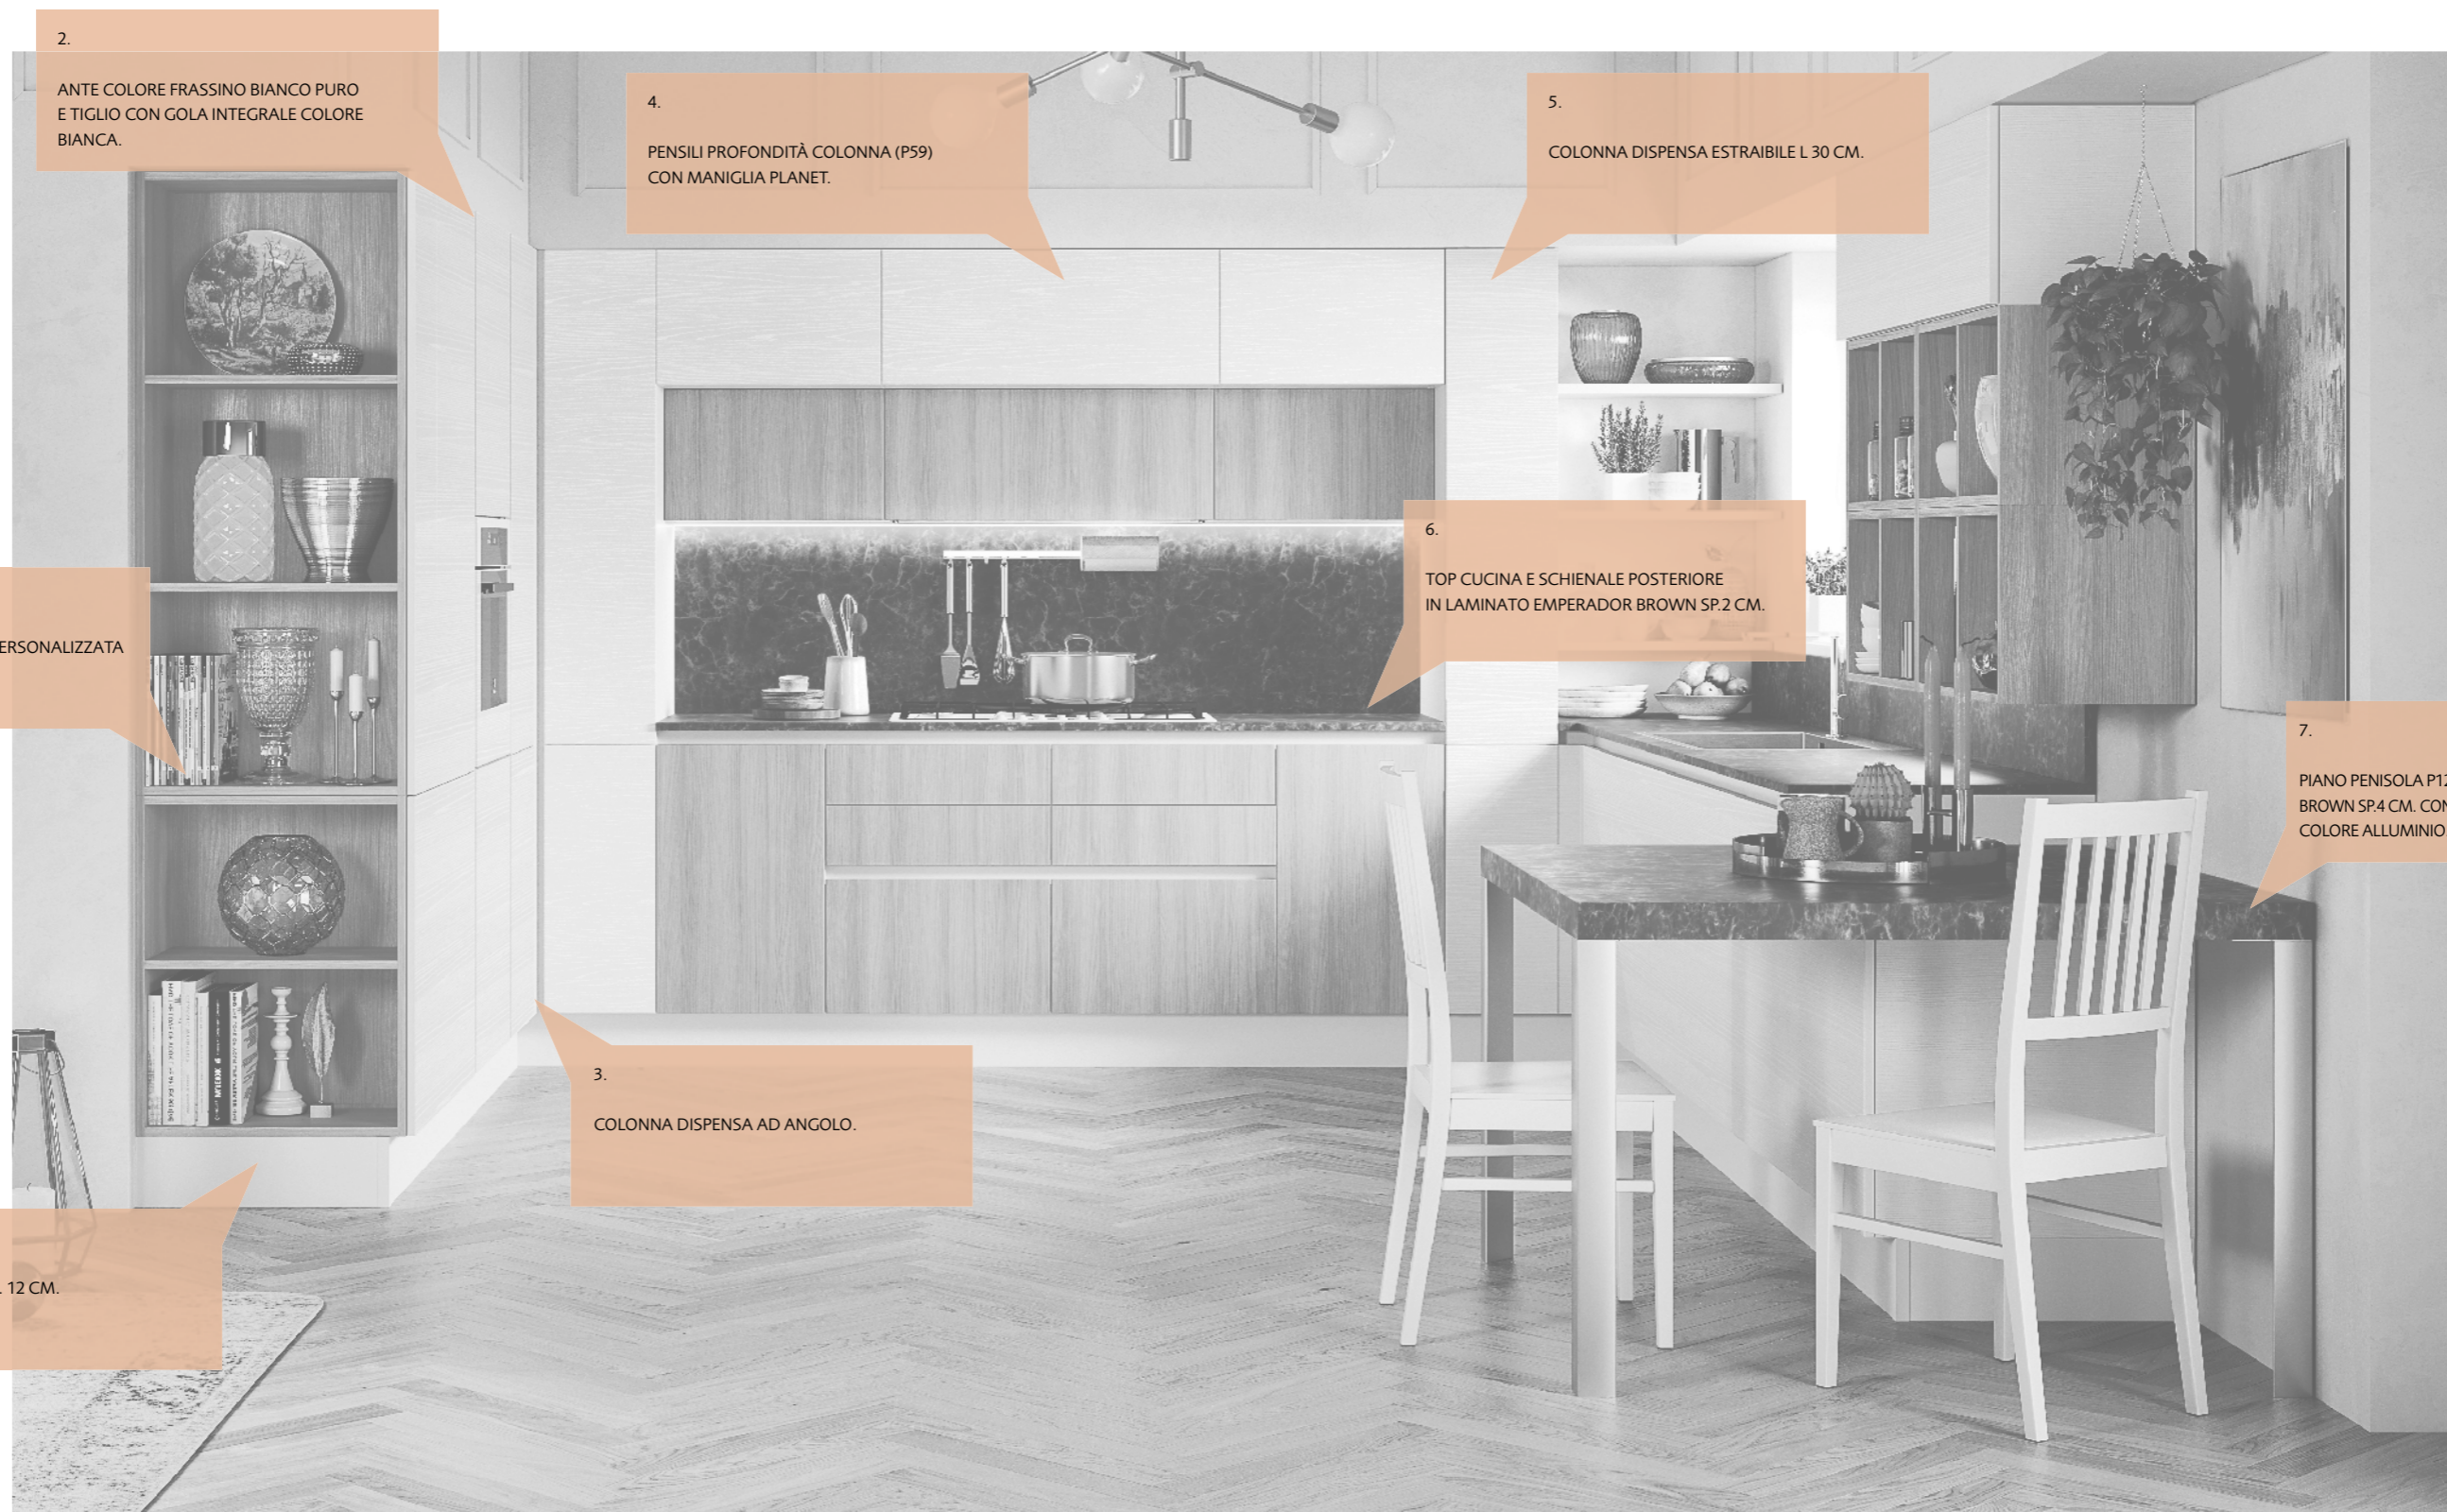 2.
ANTE COLORE FRASSINO BIANCO PURO
E TIGLIO CON GOLA INTEGRALE COLORE
BIANCA.
4.
PENSILI PROFONDITÀ COLONNA (P59)
CON MANIGLIA PLANET.
5.
COLONNA DISPENSA ESTRAIBILE L 30 CM.
6.
TOP CUCINA E SCHIENALE POSTERIORE
IN LAMINATO EMPERADOR BROWN SP.2 CM.
ERSONALIZZATA
7.
PIANO PENISOLA P12
BROWN SP.4 CM. CON
COLORE ALLUMINIO
3.
COLONNA DISPENSA AD ANGOLO.
. 12 CM.